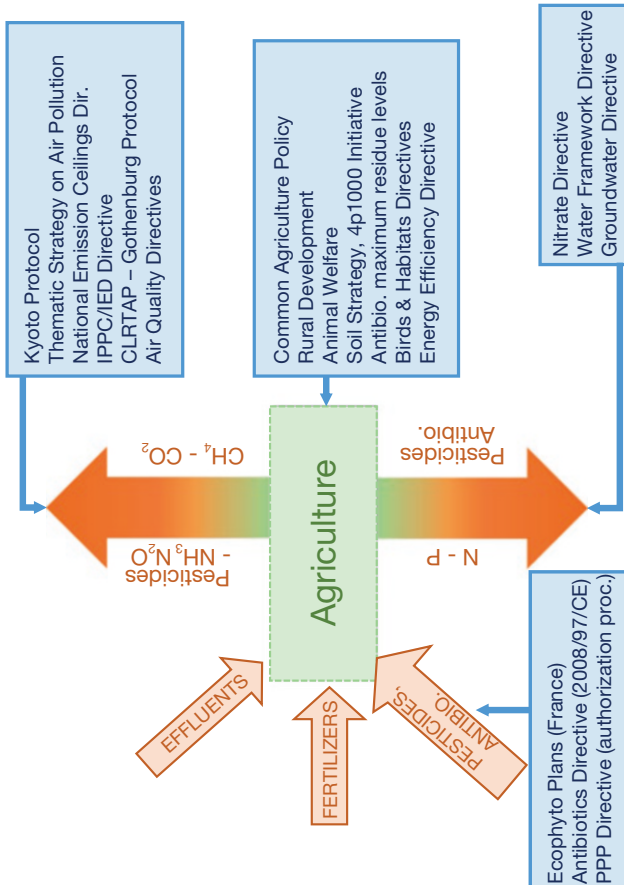 Kyoto Protocol
Thematic Strategy on Air Pollution
National Emission Ceilings Dir.
IPPC/IED Directive
CLRTAP – Gothenburg Protocol
Air Quality Directives
Common Agriculture Policy
Rural Development
Animal Welfare
Soil Strategy, 4p1000 Initiative
Antibio. maximum residue levels
Birds & Habitats Directives
Energy Efficiency Directive
Nitrate Directive
Water Framework Directive
Groundwater Directive
CH₄ - CO₂
Pesticides
- NH₃N₂O
Agriculture
Pesticides
Antibio.
N - P
EFFLUENTS
FERTILIZERS
PESTICIDES,
ANTIBIO.
Ecophyto Plans (France)
Antibiotics Directive (2008/97/CE)
PPP Directive (authorization proc.)